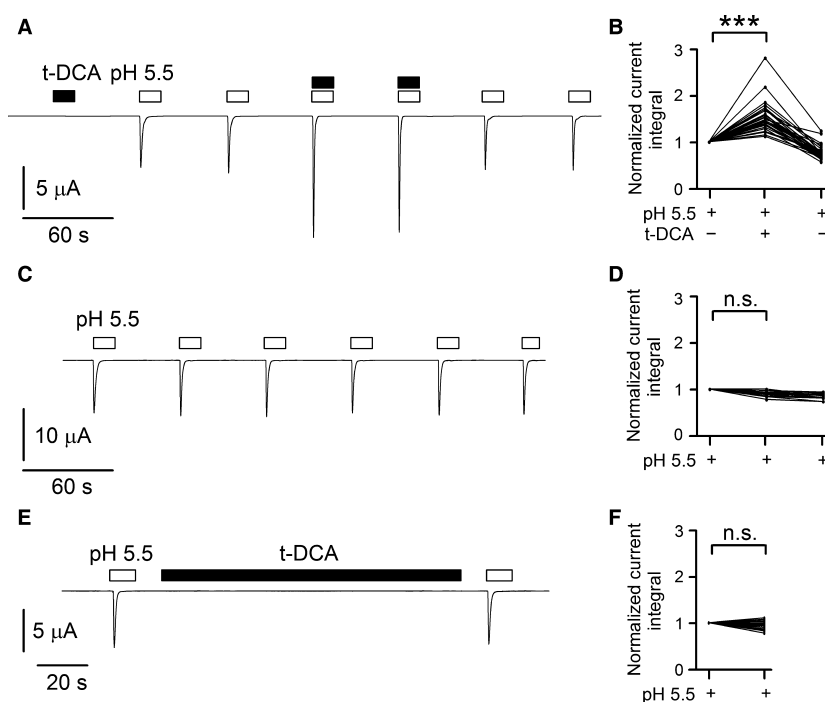 A
t-DCA pH 5.5
5 μA
60 s
B
***
Normalized current
integral
3
2
1
0
pH 5.5 + + +
t-DCA − + −
C
pH 5.5
10 μA
60 s
D
n.s.
Normalized current
integral
3
2
1
0
pH 5.5 + + +
E
pH 5.5 t-DCA
5 μA
20 s
F
n.s.
Normalized current
integral
3
2
1
0
pH 5.5 + +